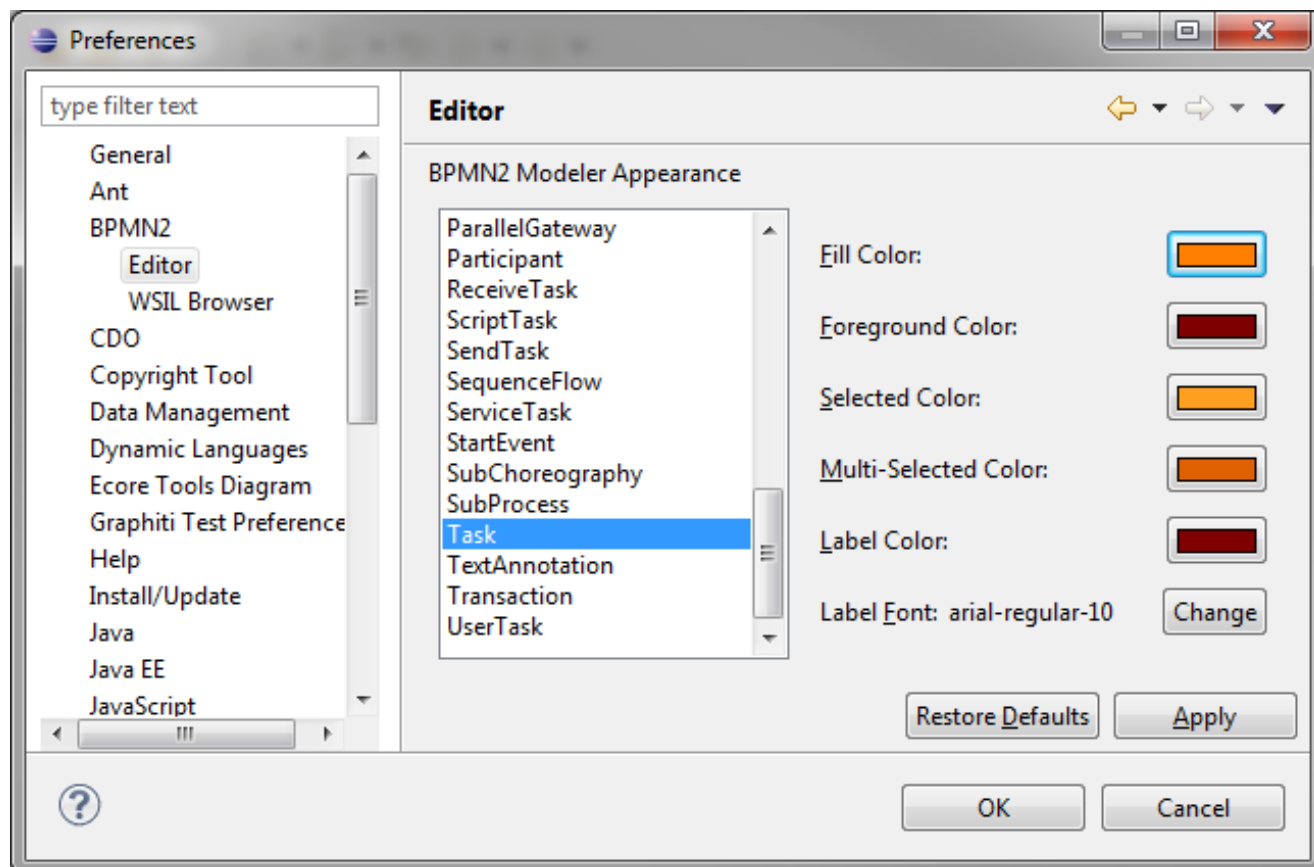 Preferences
type filter text
General
Ant
BPMN2
Editor
WSIL Browser
CDO
Copyright Tool
Data Management
Dynamic Languages
Ecore Tools Diagram
Graphiti Test Preference
Help
Install/Update
Java
Java EE
JavaScript
Editor
BPMN2 Modeler Appearance
ParallelGateway
Participant
ReceiveTask
ScriptTask
SendTask
SequenceFlow
ServiceTask
StartEvent
SubChoreography
SubProcess
Task
TextAnnotation
Transaction
UserTask
Fill Color:
Foreground Color:
Selected Color:
Multi-Selected Color:
Label Color:
Label Font: arial-regular-10 Change
Restore Defaults Apply
OK Cancel